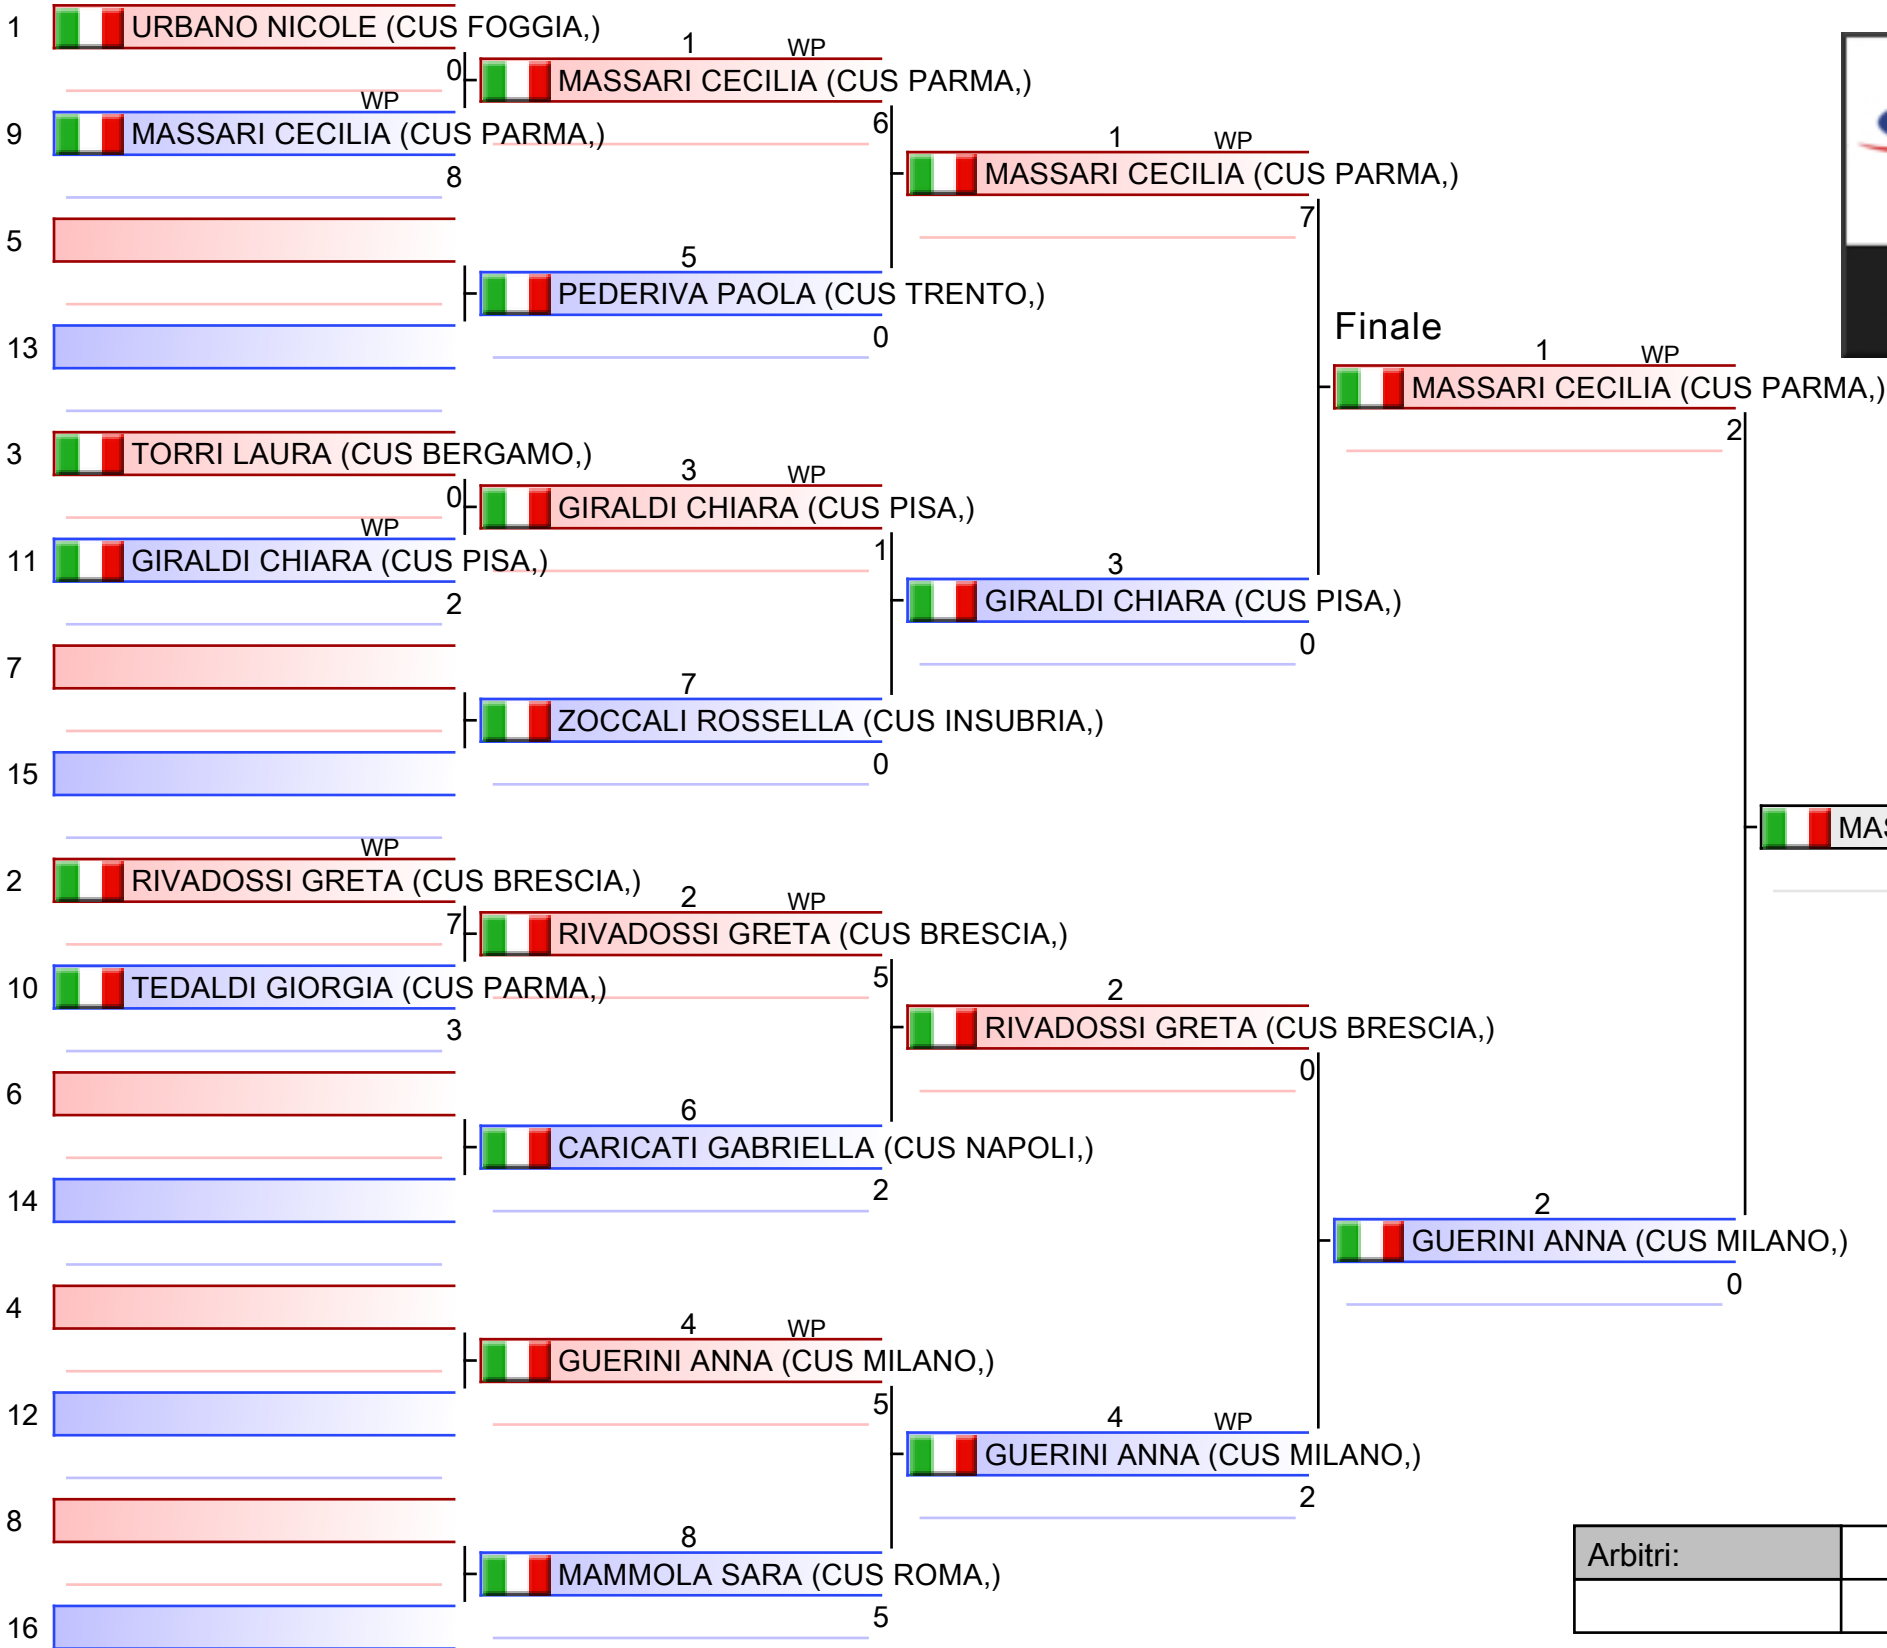 1 URBANO NICOLE (CUS FOGGIA,)
0
WP
9 MASSARI CECILIA (CUS PARMA,)
8
5
13
3 TORRI LAURA (CUS BERGAMO,)
0
WP
11 GIRALDI CHIARA (CUS PISA,)
2
7
15
WP
2 RIVADOSSI GRETA (CUS BRESCIA,)
7
10 TEDALDI GIORGIA (CUS PARMA,)
3
6
14
4
12
8
16
1 WP
MASSARI CECILIA (CUS PARMA,)
6
5
PEDERIVA PAOLA (CUS TRENTO,)
0
3 WP
GIRALDI CHIARA (CUS PISA,)
1
7
ZOCCALI ROSSELLA (CUS INSUBRIA,)
0
2 WP
RIVADOSSI GRETA (CUS BRESCIA,)
5
6
CARICATI GABRIELLA (CUS NAPOLI,)
2
4 WP
GUERINI ANNA (CUS MILANO,)
5
8
MAMMOLA SARA (CUS ROMA,)
5
1 WP
MASSARI CECILIA (CUS PARMA,)
7
3
GIRALDI CHIARA (CUS PISA,)
0
2
RIVADOSSI GRETA (CUS BRESCIA,)
0
4 WP
GUERINI ANNA (CUS MILANO,)
2
Finale
1 WP
MASSARI CECILIA (CUS PARMA,)
2
2
GUERINI ANNA (CUS MILANO,)
0
Arbitri: